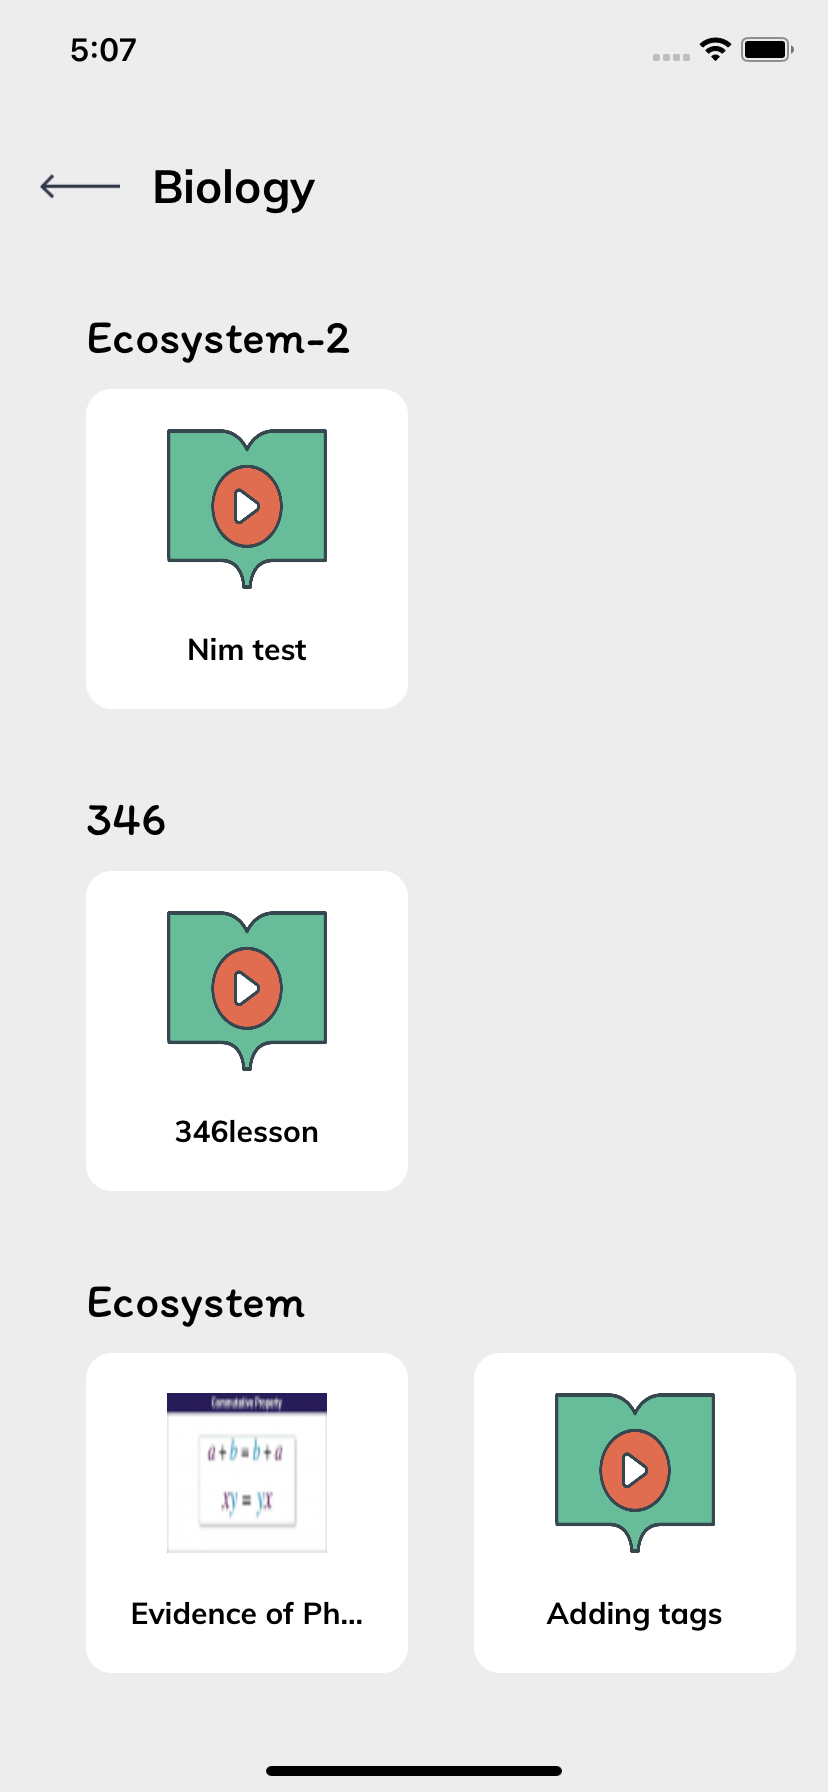 5:07
Biology
Ecosystem-2
Nim test
346
346lesson
Ecosystem
Commutative Property
a + b = b + a
xy = yx
Evidence of Ph...
Adding tags